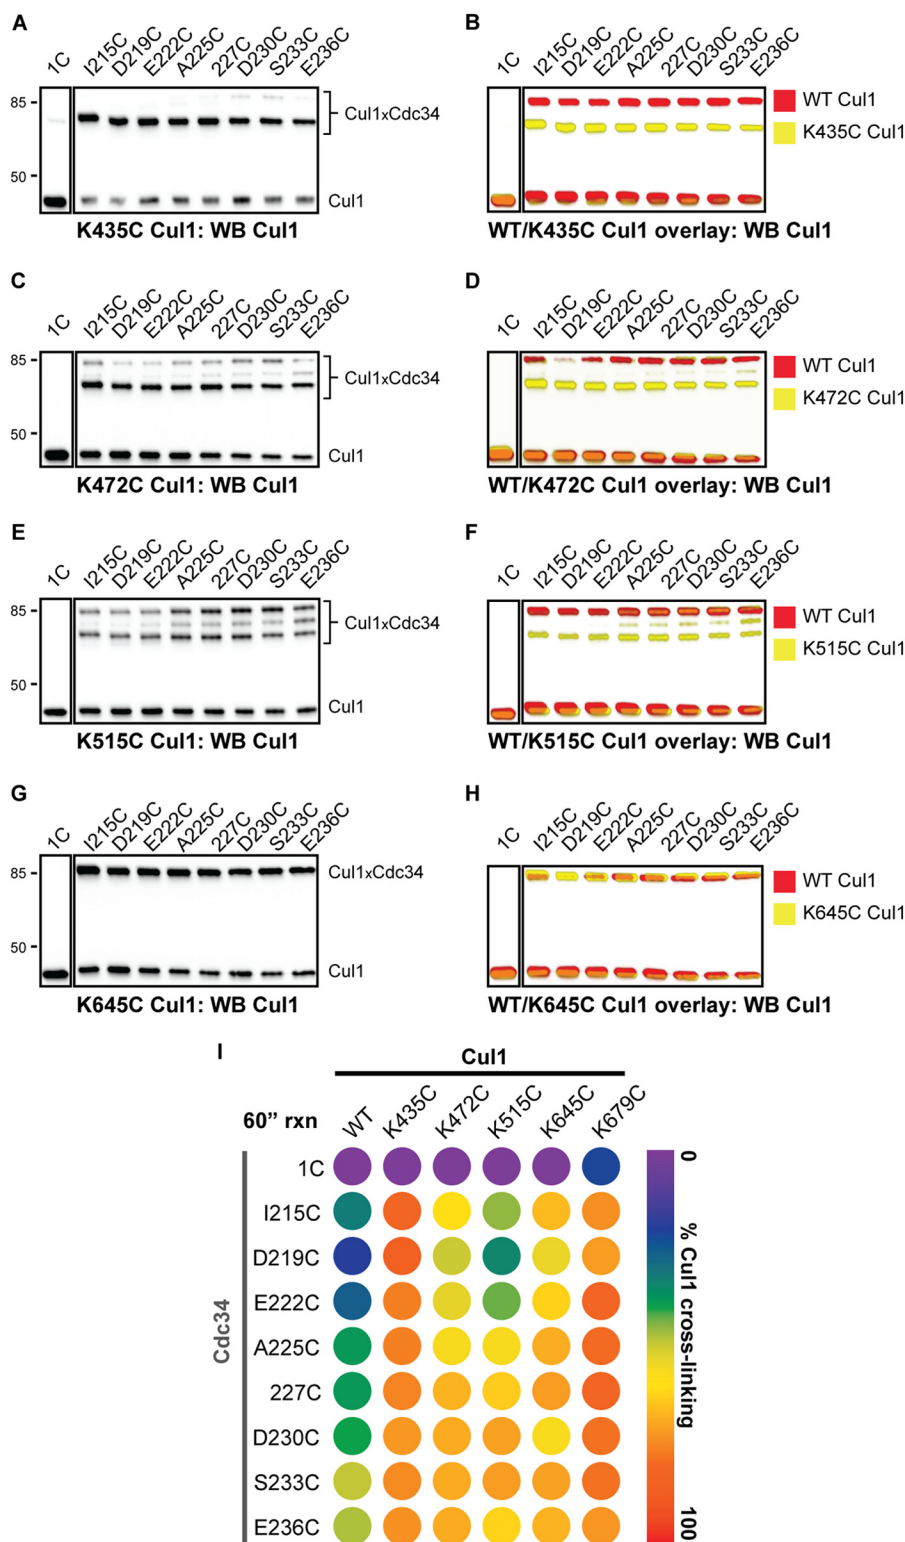 A
1C I215C D219C E222C A225C 227C D230C S233C E236C
85
Cul1xCdc34
50
Cul1
K435C Cul1: WB Cul1
B
1C I215C D219C E222C A225C 227C D230C S233C E236C
WT Cul1
K435C Cul1
WT/K435C Cul1 overlay: WB Cul1
C
1C I215C D219C E222C A225C 227C D230C S233C E236C
85
Cul1xCdc34
50
Cul1
K472C Cul1: WB Cul1
D
1C I215C D219C E222C A225C 227C D230C S233C E236C
WT Cul1
K472C Cul1
WT/K472C Cul1 overlay: WB Cul1
E
1C I215C D219C E222C A225C 227C D230C S233C E236C
85
Cul1xCdc34
50
Cul1
K515C Cul1: WB Cul1
F
1C I215C D219C E222C A225C 227C D230C S233C E236C
WT Cul1
K515C Cul1
WT/K515C Cul1 overlay: WB Cul1
G
1C I215C D219C E222C A225C 227C D230C S233C E236C
85
Cul1xCdc34
50
Cul1
K645C Cul1: WB Cul1
H
1C I215C D219C E222C A225C 227C D230C S233C E236C
WT Cul1
K645C Cul1
WT/K645C Cul1 overlay: WB Cul1
I
Cul1
60” rxn
WT K435C K472C K515C K645C K679C
Cdc34
1C
I215C
D219C
E222C
A225C
227C
D230C
S233C
E236C
0
% Cul1 cross-linking
100